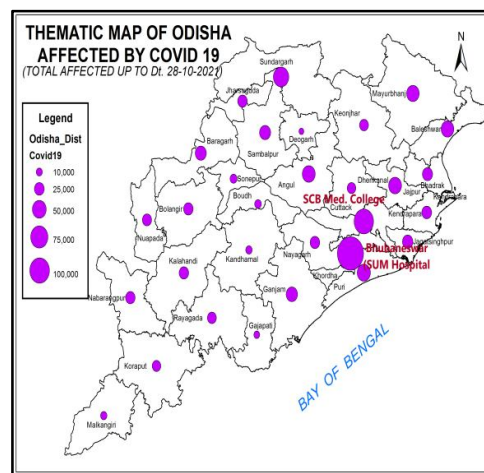 THEMATIC MAP OF ODISHA
AFFECTED BY COVID 19
(TOTAL AFFECTED UP TO Dt. 28-10-2021)
N
Legend
Odisha_Dist
Covid19
10,000
25,000
50,000
75,000
100,000
Sundargarh
Jharsuguda
Mayurbhanj
Keonjhar
Baleshwar
Sambalpur
Deogarh
Baragarh
Sonepur
Angul
Dhenkanal
Jajpur
Bhadrak
SCB Med. College
Cuttack
Kendrapara
Bolangir
Boudh
Nuapada
Nayagarh
Jagatsinghpur
Bhubaneswar
/SUM Hospital
Khordha
Puri
Kalahandi
Kandhamal
Nabarangpur
Ganjam
Rayagada
Gajapati
Koraput
Malkangiri
BAY OF BENGAL